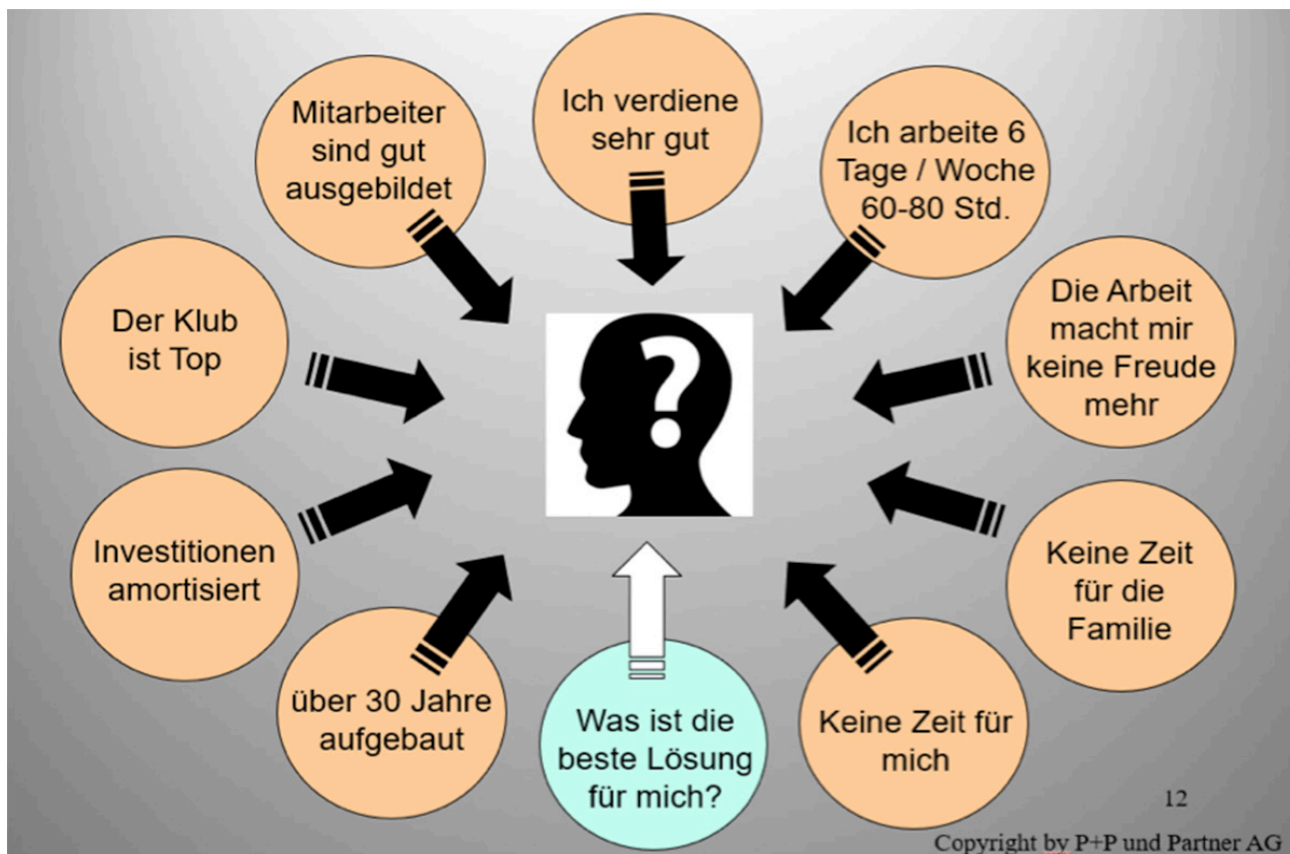 Mitarbeiter
sind gut
ausgebildet
Ich verdiene
sehr gut
Ich arbeite 6
Tage / Woche
60-80 Std.
Der Klub
ist Top
Die Arbeit
macht mir
keine Freude
mehr
?
Investitionen
amortisiert
Keine Zeit
für die
Familie
über 30 Jahre
aufgebaut
Was ist die
beste Lösung
für mich?
Keine Zeit für
mich
12
Copyright by P+P und Partner AG